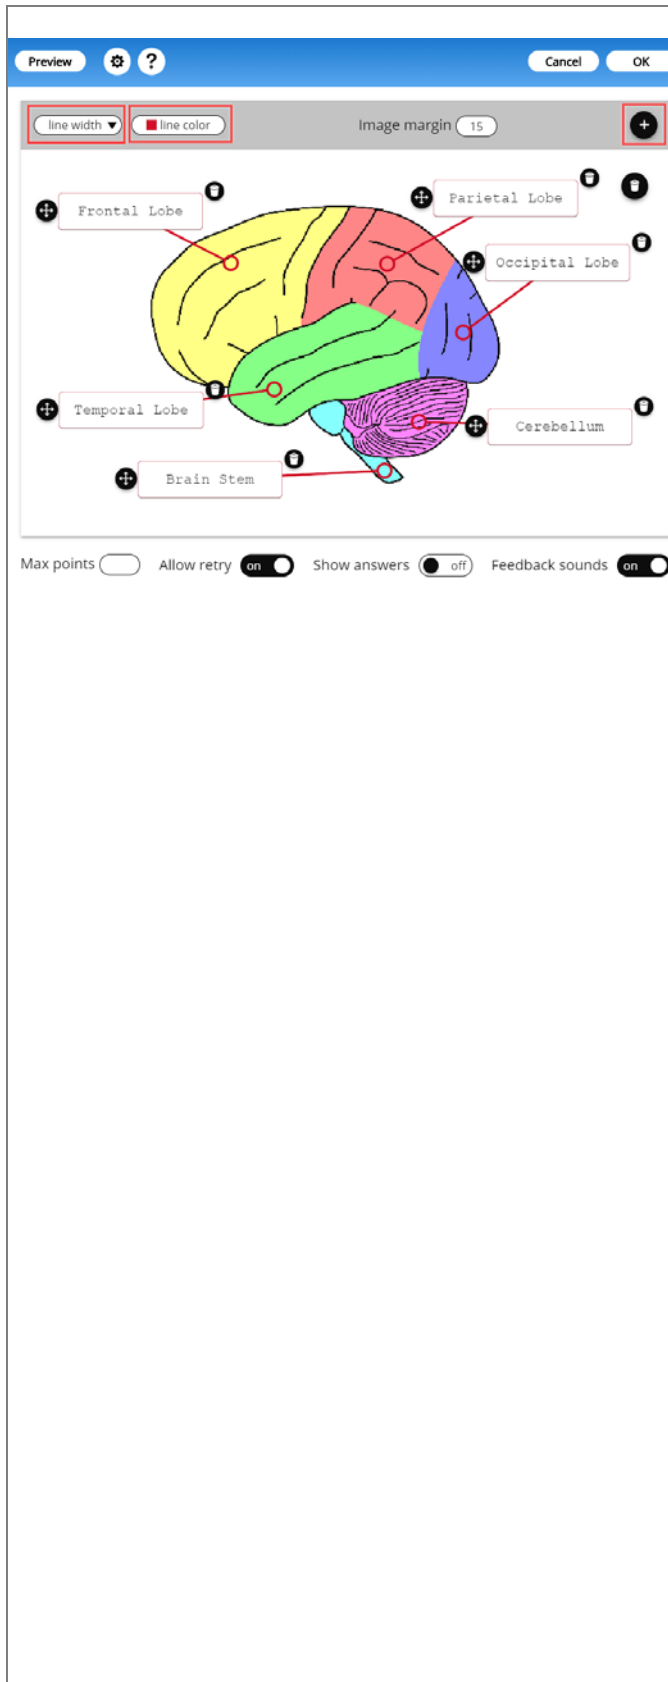 Preview ? Cancel OK
line width line color Image margin 15 +
Frontal Lobe
Parietal Lobe
Occipital Lobe
Temporal Lobe
Cerebellum
Brain Stem
Max points Allow retry on Show answers off Feedback sounds on